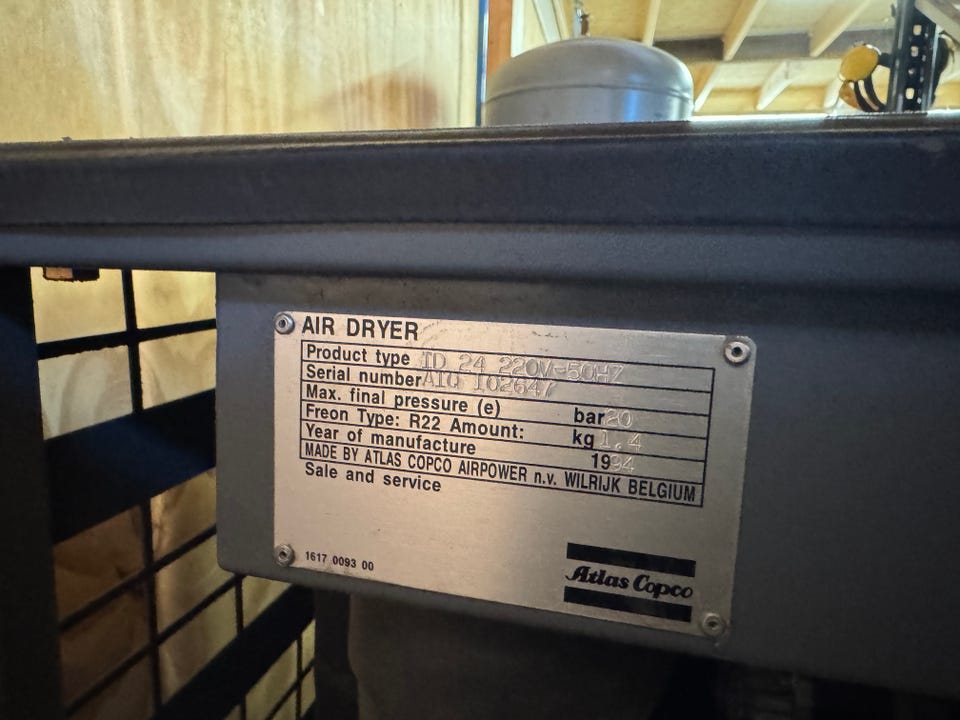 AIR DRYER
Product type ID 24 220V-50HZ
Serial number AIQ 102647
Max. final pressure (e) bar 20
Freon Type: R22 Amount: kg 1,4
Year of manufacture 1994
MADE BY ATLAS COPCO AIRPOWER n.v. WILRIJK BELGIUM
Sale and service
1617 0093 00
Atlas Copco